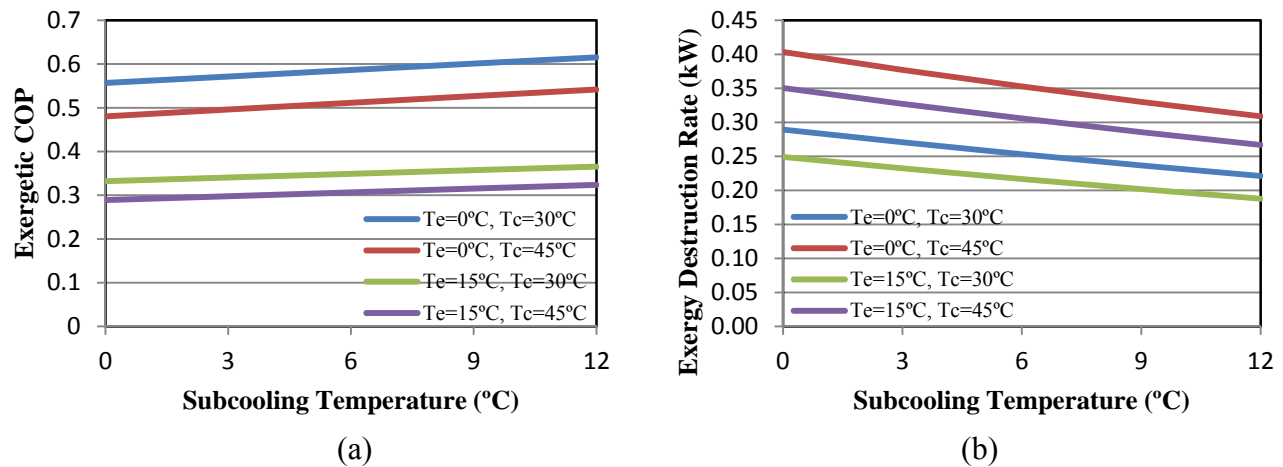 0.7
0.6
0.5
0.4
0.3
0.2
0.1
0
Exergetic COP
Te=0ºC, Tc=30ºC
Te=0ºC, Tc=45ºC
Te=15ºC, Tc=30ºC
Te=15ºC, Tc=45ºC
0 3 6 9 12
Subcooling Temperature (ºC)
(a)
0.45
0.40
0.35
0.30
0.25
0.20
0.15
0.10
0.05
0.00
Exergy Destruction Rate (kW)
Te=0ºC, Tc=30ºC
Te=0ºC, Tc=45ºC
Te=15ºC, Tc=30ºC
Te=15ºC, Tc=45ºC
0 3 6 9 12
Subcooling Temperature (ºC)
(b)